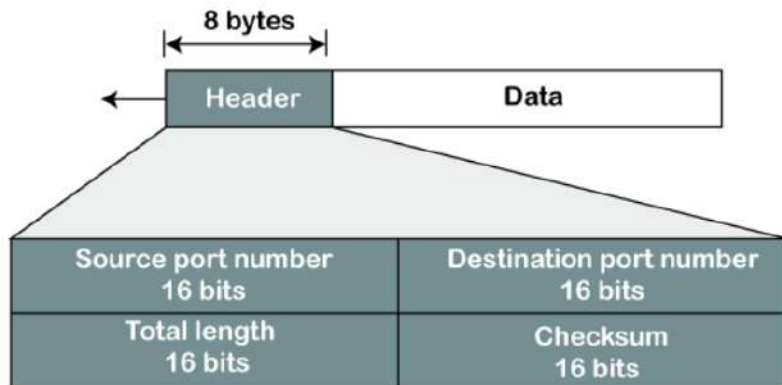 8 bytes
Header
Data
Source port number
16 bits
Destination port number
16 bits
Total length
16 bits
Checksum
16 bits